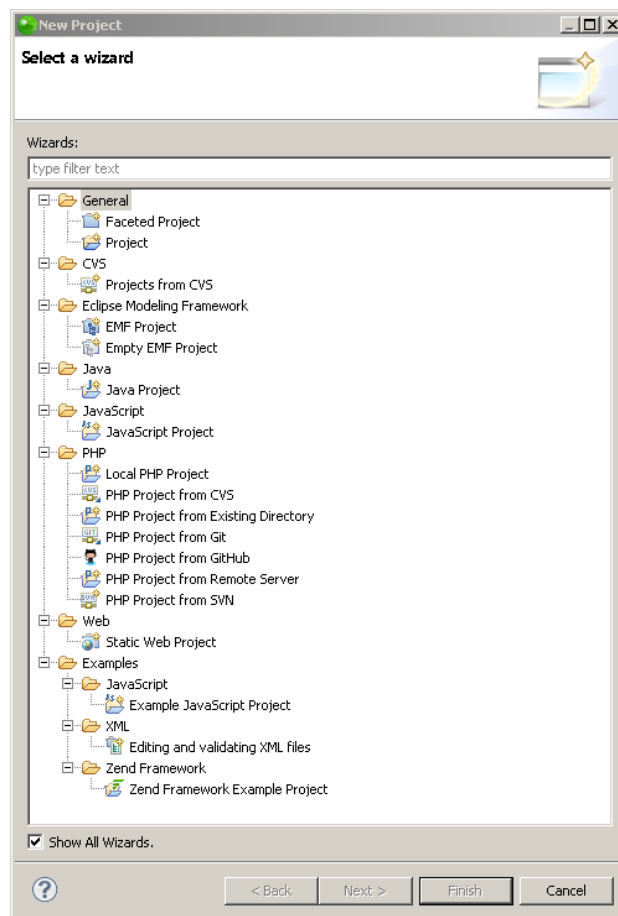 New Project
Select a wizard
Wizards:
type filter text
General
Faceted Project
Project
CVS
Projects from CVS
Eclipse Modeling Framework
EMF Project
Empty EMF Project
Java
Java Project
JavaScript
JavaScript Project
PHP
Local PHP Project
PHP Project from CVS
PHP Project from Existing Directory
PHP Project from Git
PHP Project from GitHub
PHP Project from Remote Server
PHP Project from SVN
Web
Static Web Project
Examples
JavaScript
Example JavaScript Project
XML
Editing and validating XML files
Zend Framework
Zend Framework Example Project
Show All Wizards.
? < Back Next > Finish Cancel